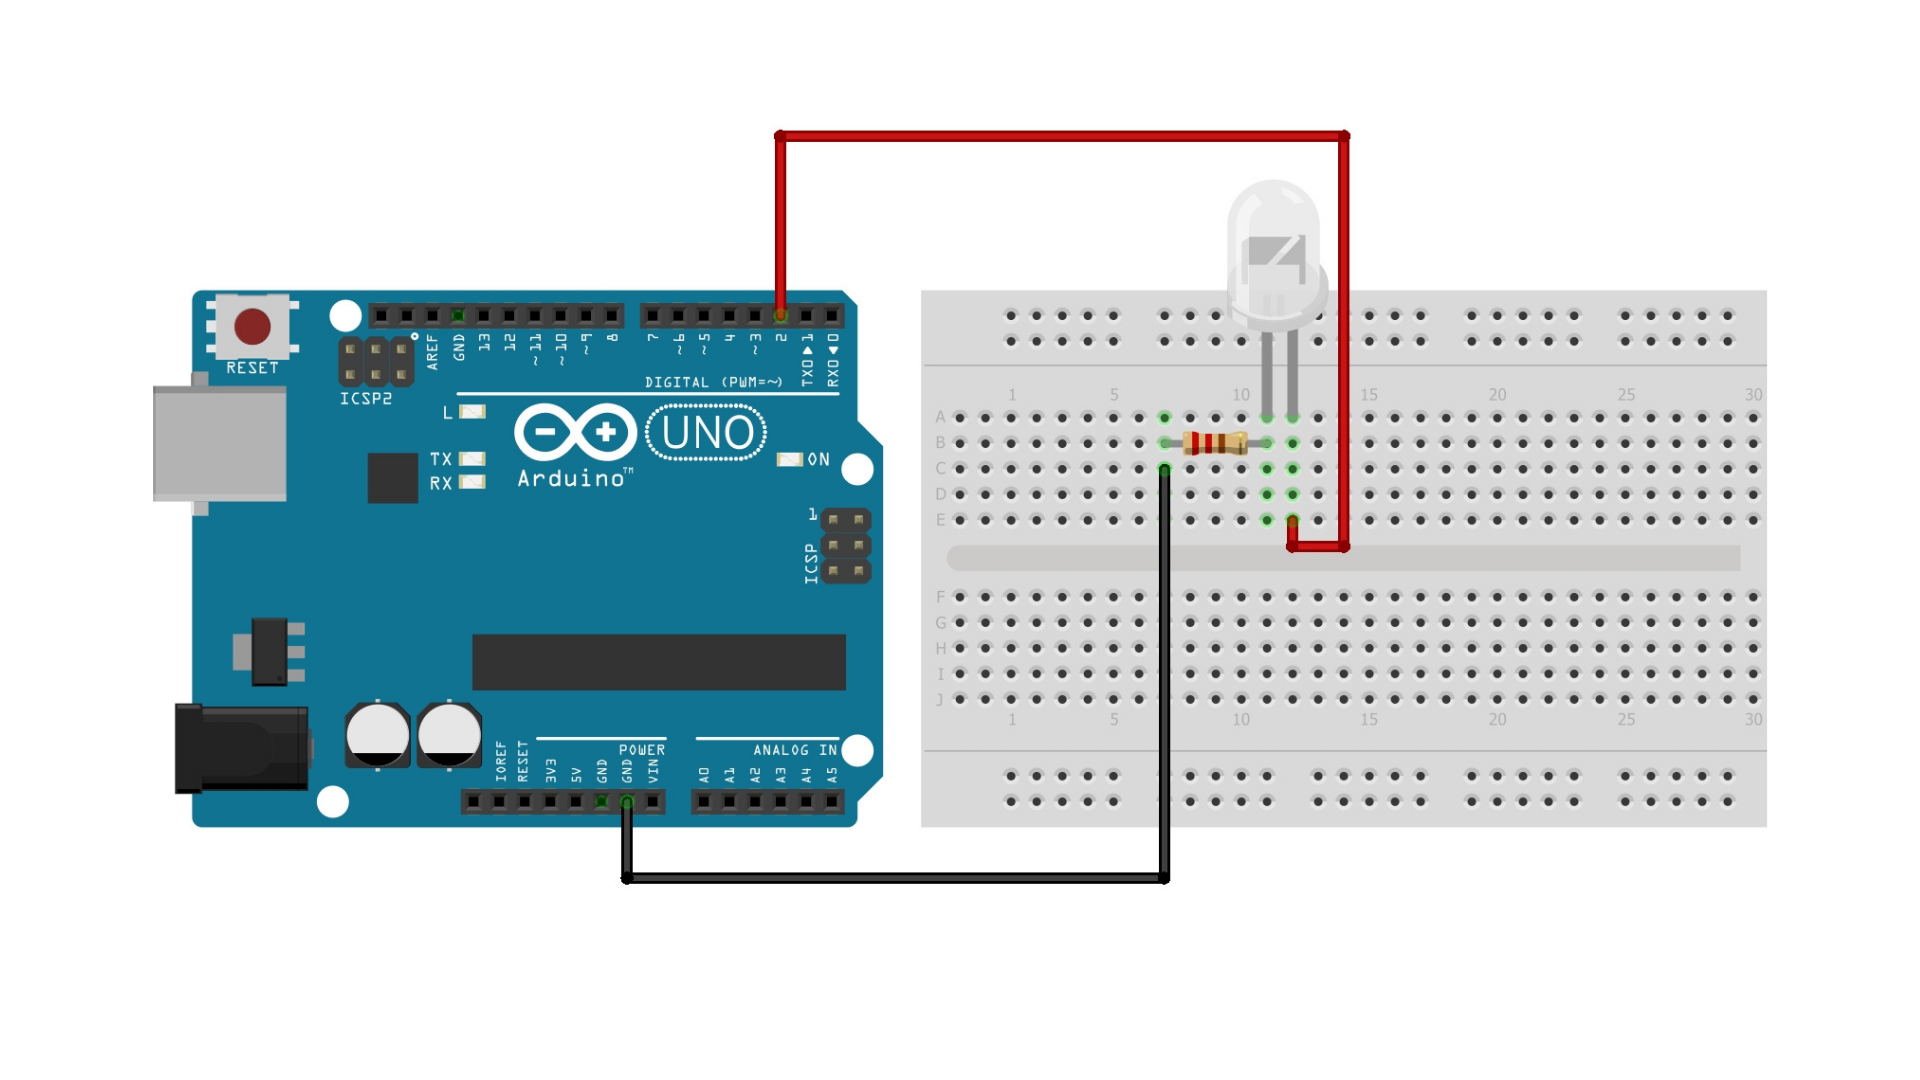 RESET
ICSP2
AREF
GND
13
12
~11
~10
~9
8
7
~6
~5
4
~3
2
TX0▶1
RX0◀0
DIGITAL (PWM=~)
L
TX
RX
- +
UNO
Arduino™
ON
1
ICSP
IOREF
RESET
3V3
5V
GND
GND
VIN
POWER
ANALOG IN
A0
A1
A2
A3
A4
A5
1 5 10 15 20 25 30
A
B
C
D
E
F
G
H
I
J
1 5 10 15 20 25 30